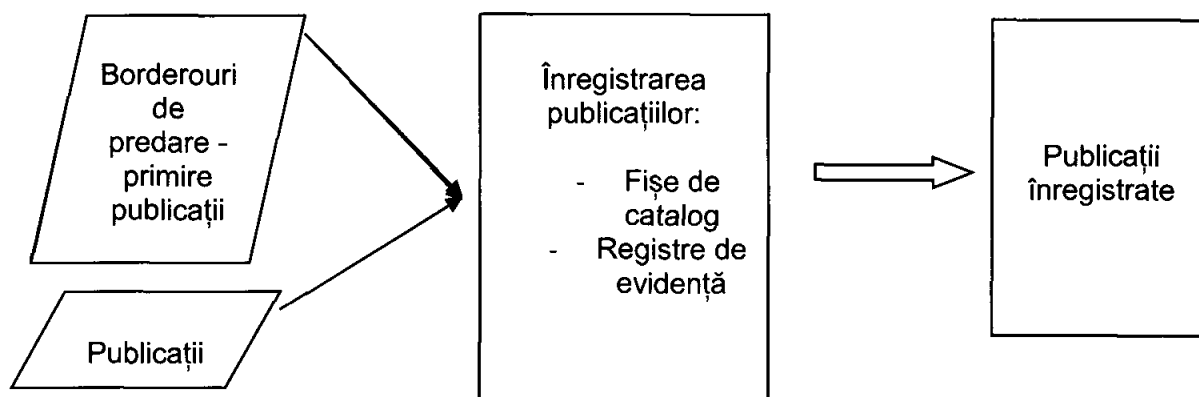 Borderouri
de
predare -
primire
publicații
Publicații
Înregistrarea
publicațiilor:
- Fișe de
catalog
- Registre de
evidență
Publicații
înregistrate